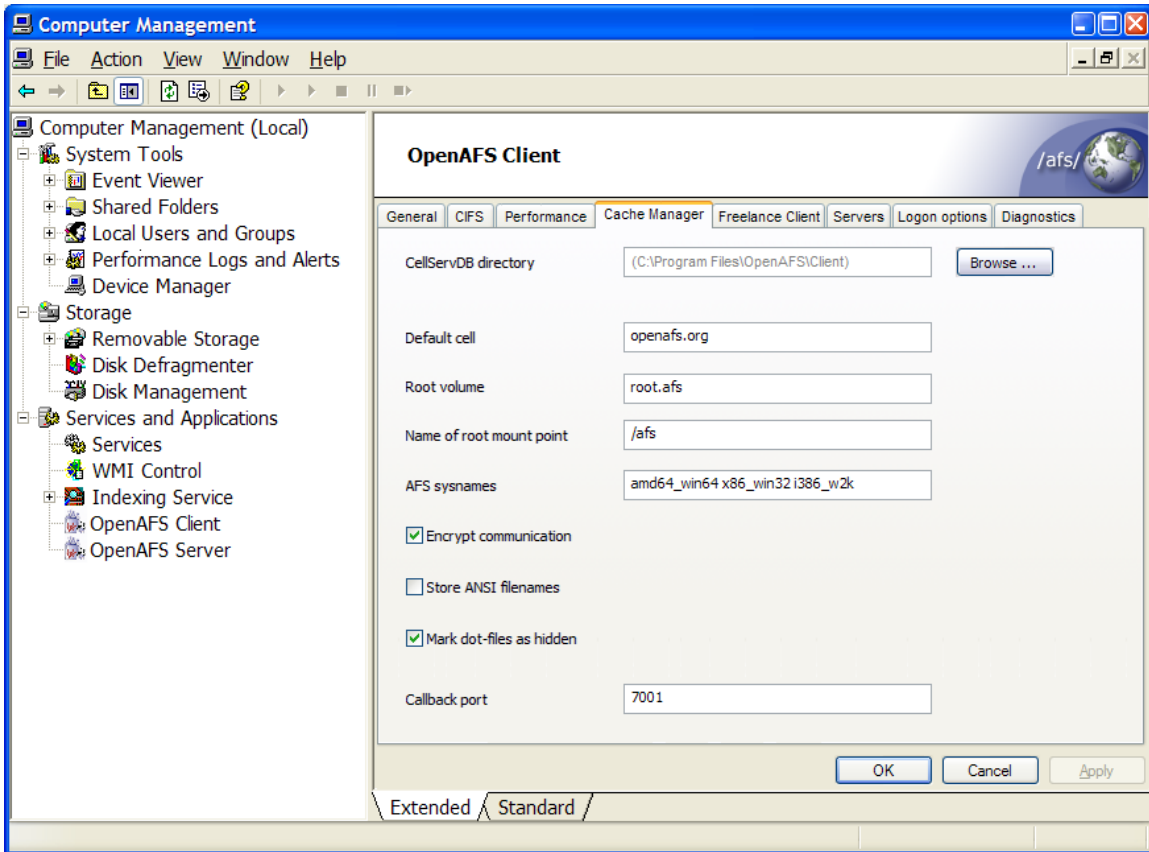 Computer Management
File Action View Window Help
Computer Management (Local)
System Tools
Event Viewer
Shared Folders
Local Users and Groups
Performance Logs and Alerts
Device Manager
Storage
Removable Storage
Disk Defragmenter
Disk Management
Services and Applications
Services
WMI Control
Indexing Service
OpenAFS Client
OpenAFS Server
OpenAFS Client
/afs/
General CIFS Performance Cache Manager Freelance Client Servers Logon options Diagnostics
CellServDB directory (C:\Program Files\OpenAFS\Client) Browse ...
Default cell openafs.org
Root volume root.afs
Name of root mount point /afs
AFS sysnames amd64_win64 x86_win32 i386_w2k
Encrypt communication
Store ANSI filenames
Mark dot-files as hidden
Callback port 7001
OK Cancel Apply
Extended Standard